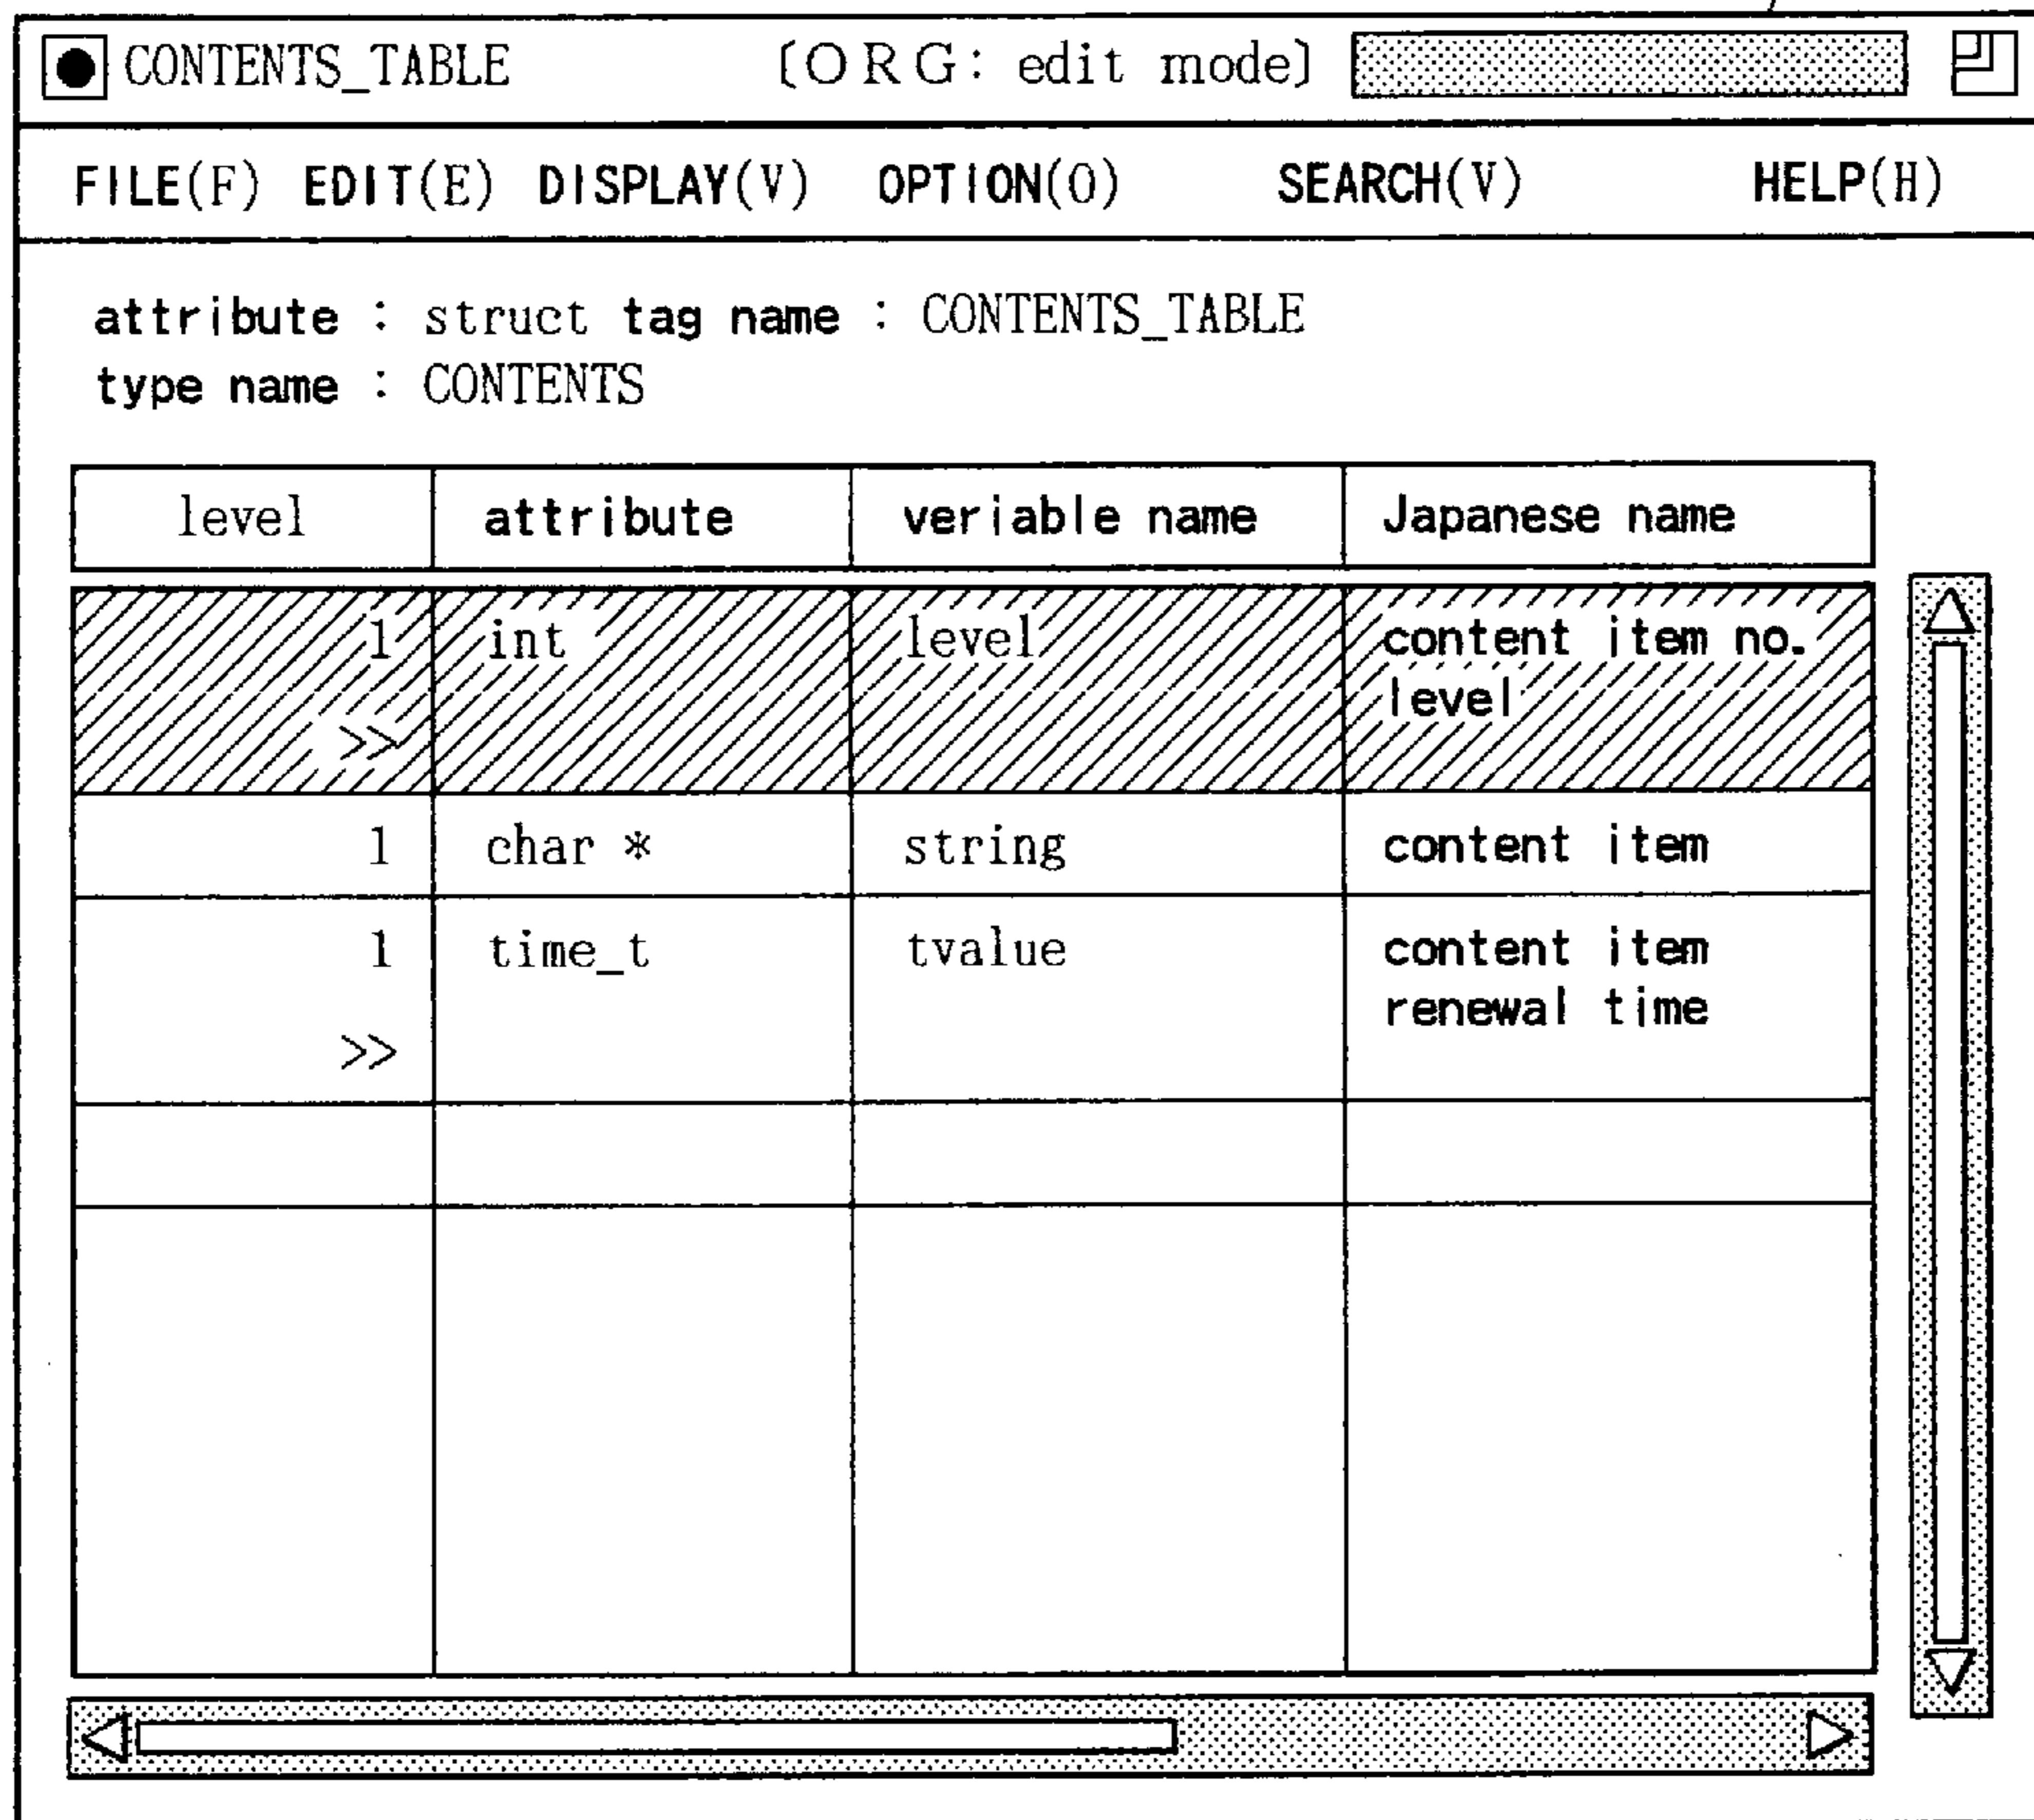 CONTENTS_TABLE [ORG: edit mode]
FILE(F) EDIT(E) DISPLAY(V) OPTION(O) SEARCH(V) HELP(H)
attribute : struct tag name : CONTENTS_TABLE
type name : CONTENTS
level attribute veriable name Japanese name
1 int level content item no.
level
>>
1 char * string content item
1 time_t tvalue content item
renewal time
>>